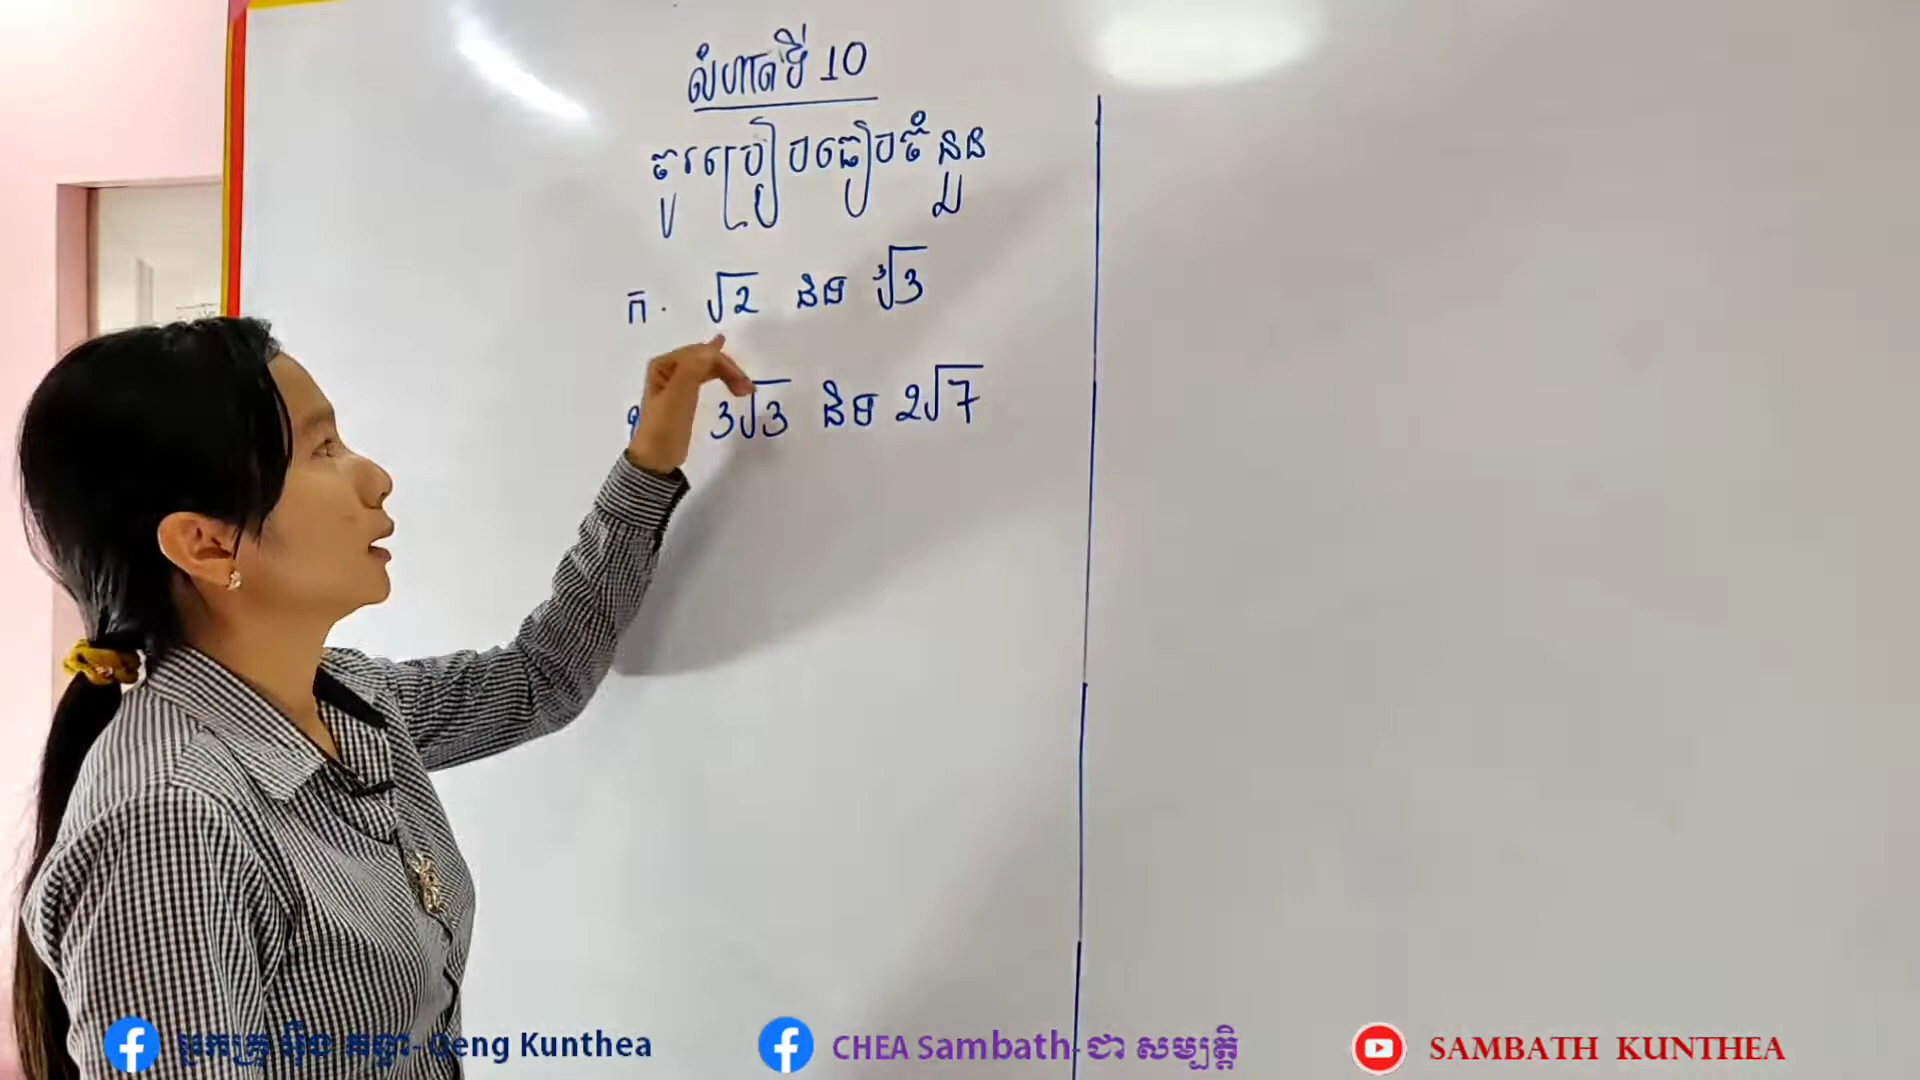 លំហាត់ទី 10
ចូរប្រៀបធៀបចំនួន
ក. √2 និង ∛3
3√3 និង 2√7
-Oeng Kunthea
CHEA Sambath-ជា សម្បត្តិ
SAMBATH KUNTHEA